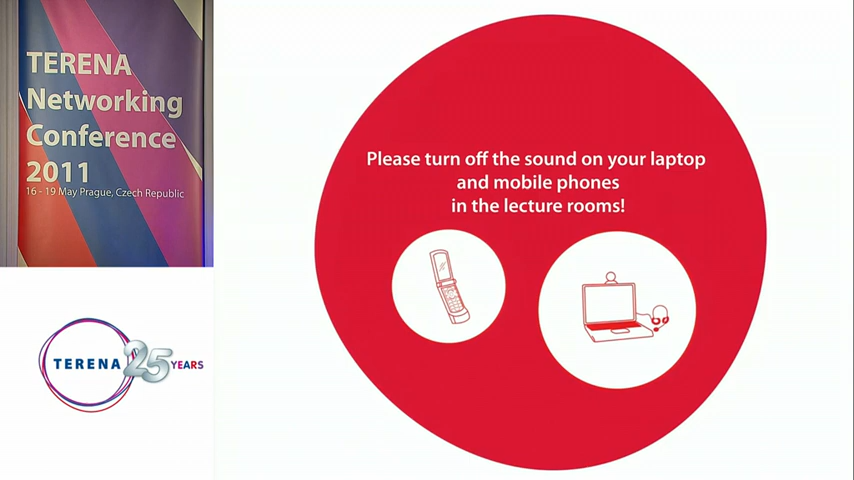 TERENA
Networking
Conference
2011
16 - 19 May Prague, Czech Republic
TERENA 25 YEARS
Please turn off the sound on your laptop
and mobile phones
in the lecture rooms!